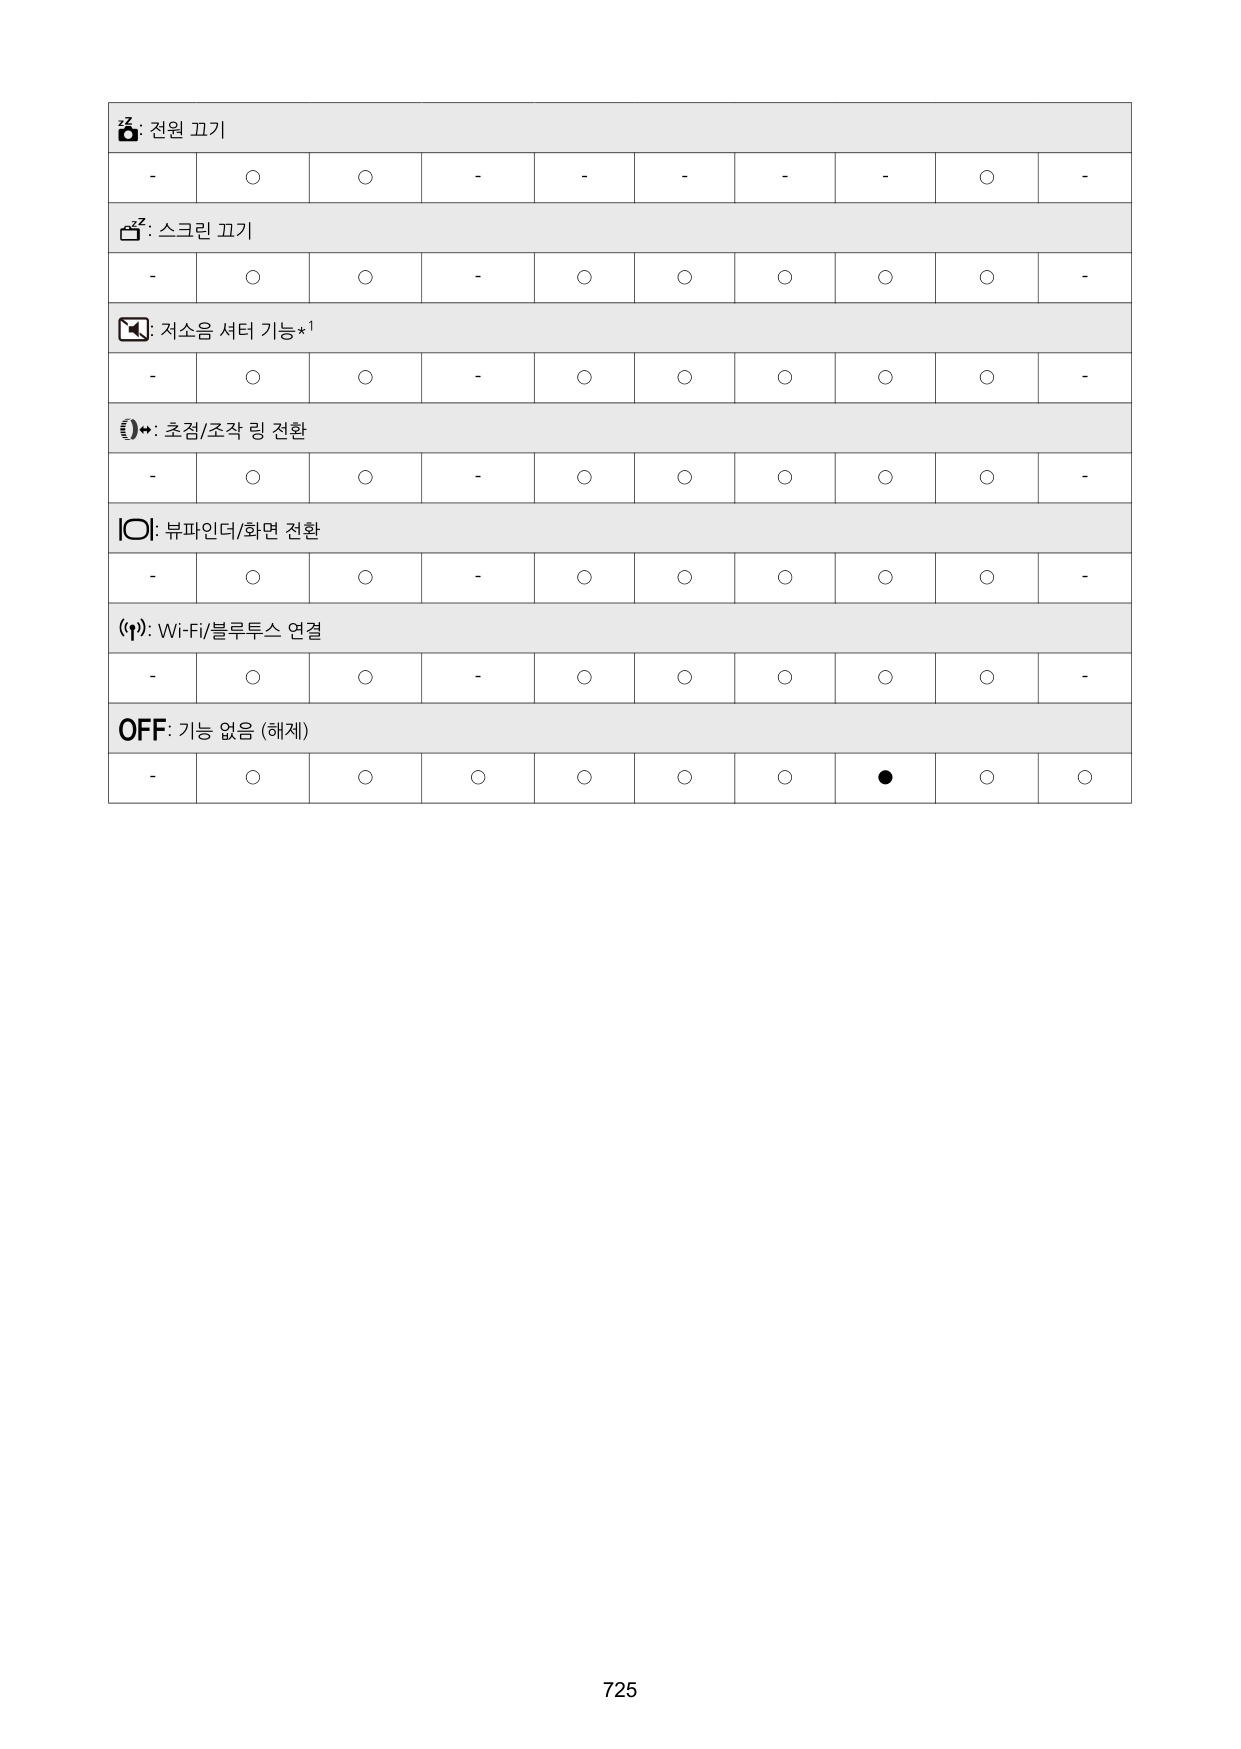 : 전원 끄기
- ○ ○ - - - - - ○ -
: 스크린 끄기
- ○ ○ - ○ ○ ○ ○ ○ -
: 저소음 셔터 기능*1
- ○ ○ - ○ ○ ○ ○ ○ -
: 초점/조작 링 전환
- ○ ○ - ○ ○ ○ ○ ○ -
: 뷰파인더/화면 전환
- ○ ○ - ○ ○ ○ ○ ○ -
: Wi-Fi/블루투스 연결
- ○ ○ - ○ ○ ○ ○ ○ -
OFF: 기능 없음 (해제)
- ○ ○ ○ ○ ○ ○ ● ○ ○
725